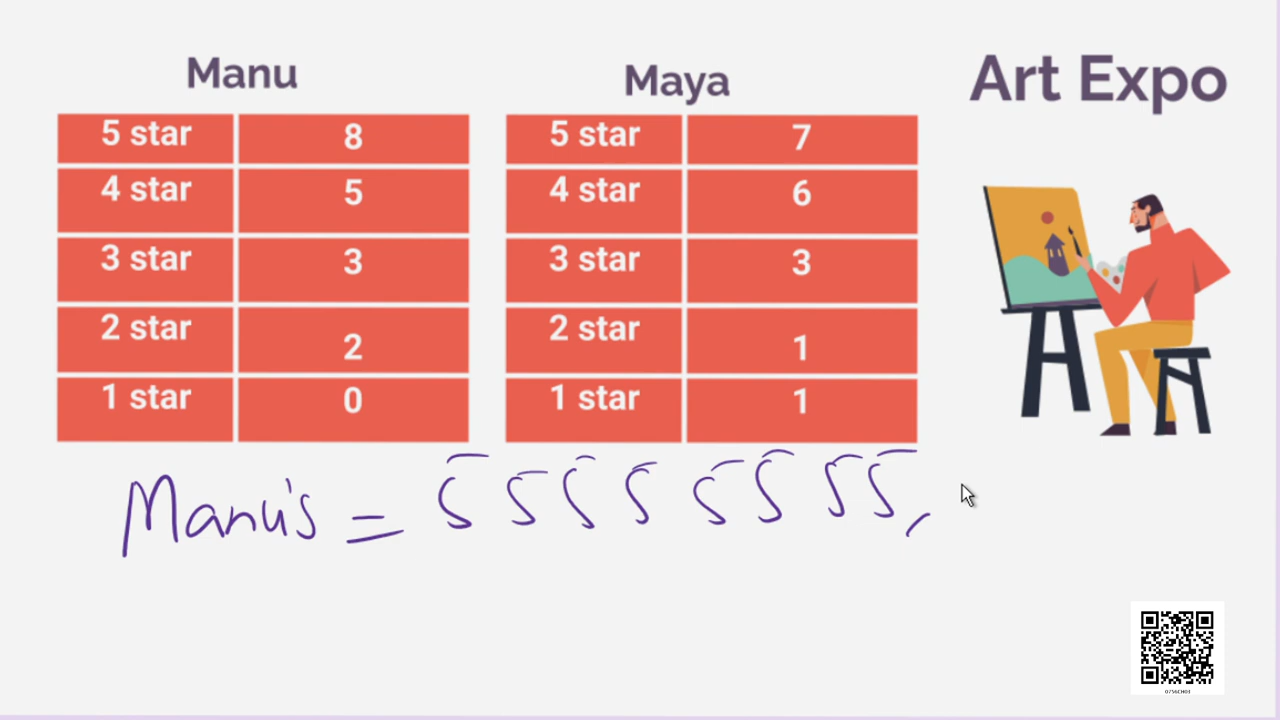 Manu
Maya
Art Expo
5 star 8
4 star 5
3 star 3
2 star 2
1 star 0
5 star 7
4 star 6
3 star 3
2 star 1
1 star 1
Manu's = 5 5 5 5 5 5 5 5,